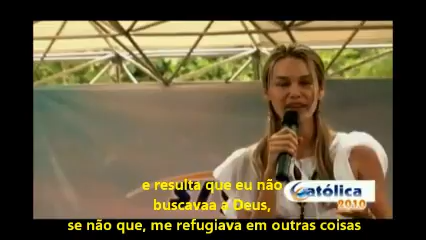 Católica
2010
e resulta que eu não
buscavaa a Deus,
se não que, me refugiava em outras coisas